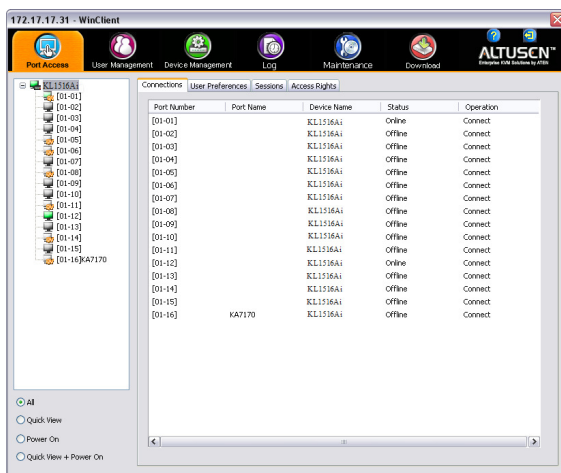 172.17.17.31 - WinClient
Port Access User Management Device Management Log Maintenance Download
ALTUSEN™
Enterprise KVM Solutions by ATEN
KL1516Ai
[01-01]
[01-02]
[01-03]
[01-04]
[01-05]
[01-06]
[01-07]
[01-08]
[01-09]
[01-10]
[01-11]
[01-12]
[01-13]
[01-14]
[01-15]
[01-16]KA7170
All
Quick View
Power On
Quick View + Power On
Connections User Preferences Sessions Access Rights
Port Number Port Name Device Name Status Operation
[01-01] KL1516Ai Online Connect
[01-02] KL1516Ai Offline Connect
[01-03] KL1516Ai Offline Connect
[01-04] KL1516Ai Offline Connect
[01-05] KL1516Ai Offline Connect
[01-06] KL1516Ai Offline Connect
[01-07] KL1516Ai Offline Connect
[01-08] KL1516Ai Offline Connect
[01-09] KL1516Ai Offline Connect
[01-10] KL1516Ai Offline Connect
[01-11] KL1516Ai Offline Connect
[01-12] KL1516Ai Online Connect
[01-13] KL1516Ai Offline Connect
[01-14] KL1516Ai Offline Connect
[01-15] KL1516Ai Offline Connect
[01-16] KA7170 KL1516Ai Offline Connect